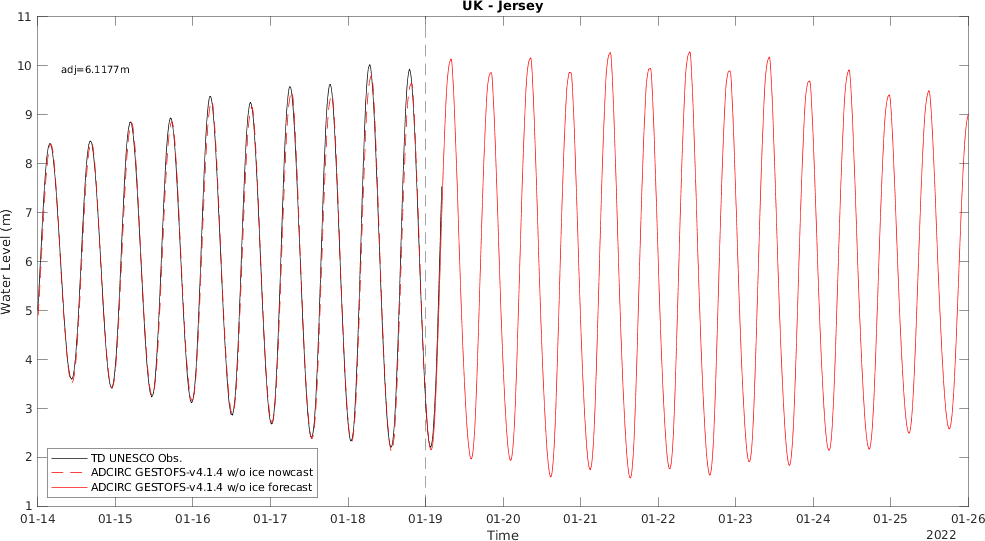 UK - Jersey
adj=6.1177m
11
10
9
8
7
6
5
4
3
2
1
Water Level (m)
TD UNESCO Obs.
ADCIRC GESTOFS-v4.1.4 w/o ice nowcast
ADCIRC GESTOFS-v4.1.4 w/o ice forecast
01-14 01-15 01-16 01-17 01-18 01-19 01-20 01-21 01-22 01-23 01-24 01-25 01-26
Time
2022